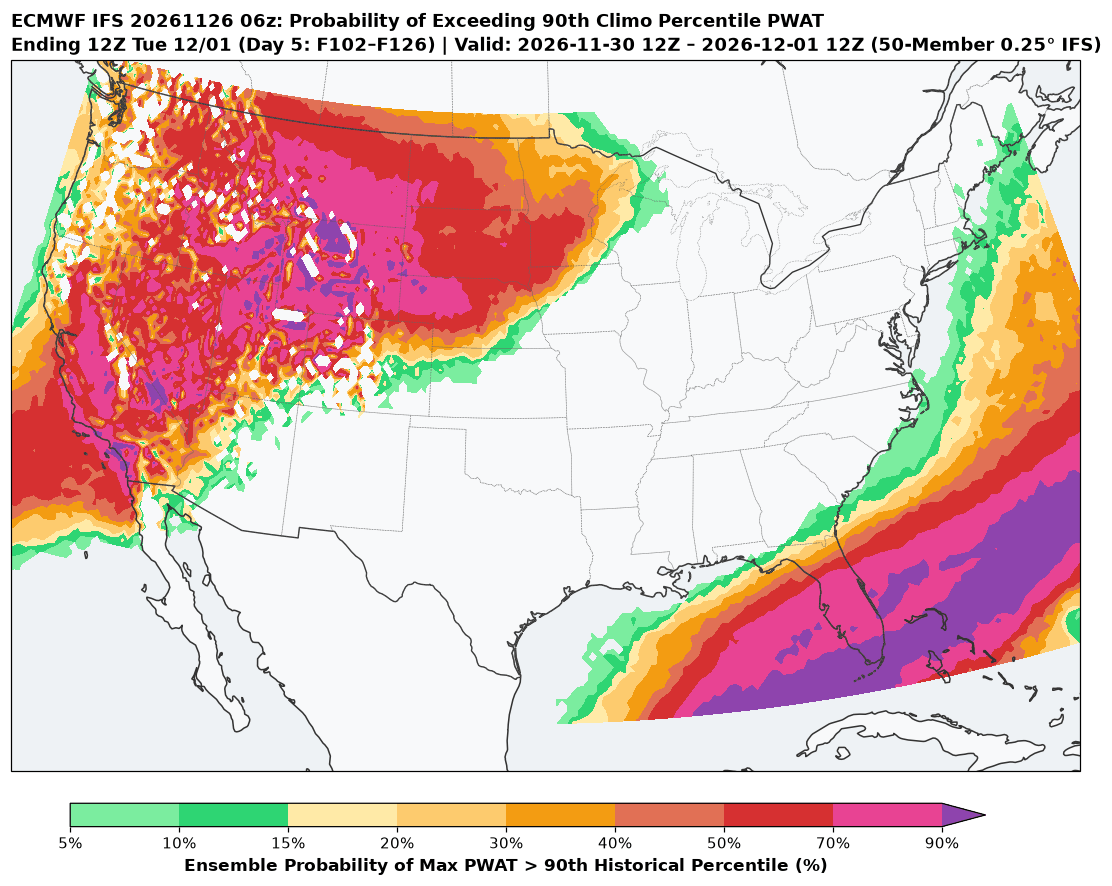 ECMWF IFS 20261126 06z: Probability of Exceeding 90th Climo Percentile PWAT
Ending 12Z Tue 12/01 (Day 5: F102–F126) | Valid: 2026-11-30 12Z – 2026-12-01 12Z (50-Member 0.25° IFS)
5% 10% 15% 20% 30% 40% 50% 70% 90%
Ensemble Probability of Max PWAT > 90th Historical Percentile (%)